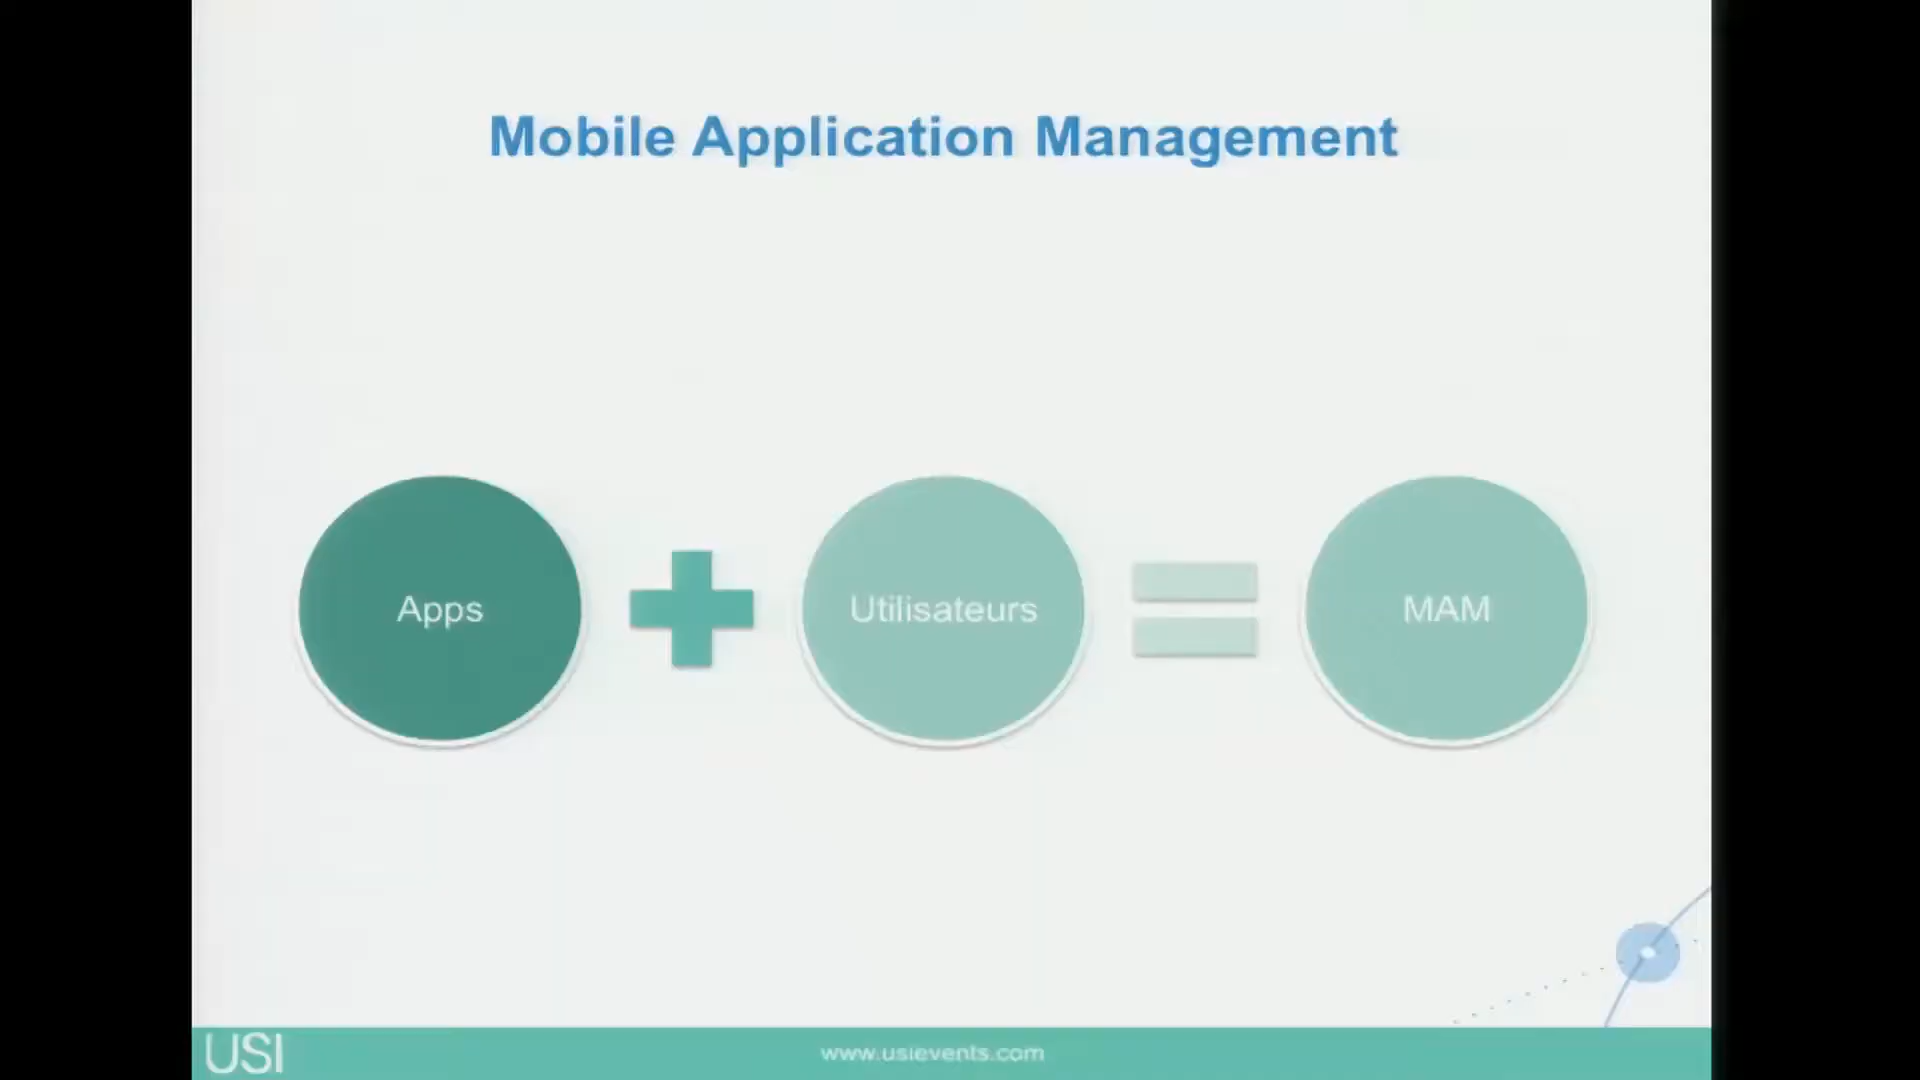 Mobile Application Management
Apps
Utilisateurs
MAM
USI
www.usievents.com